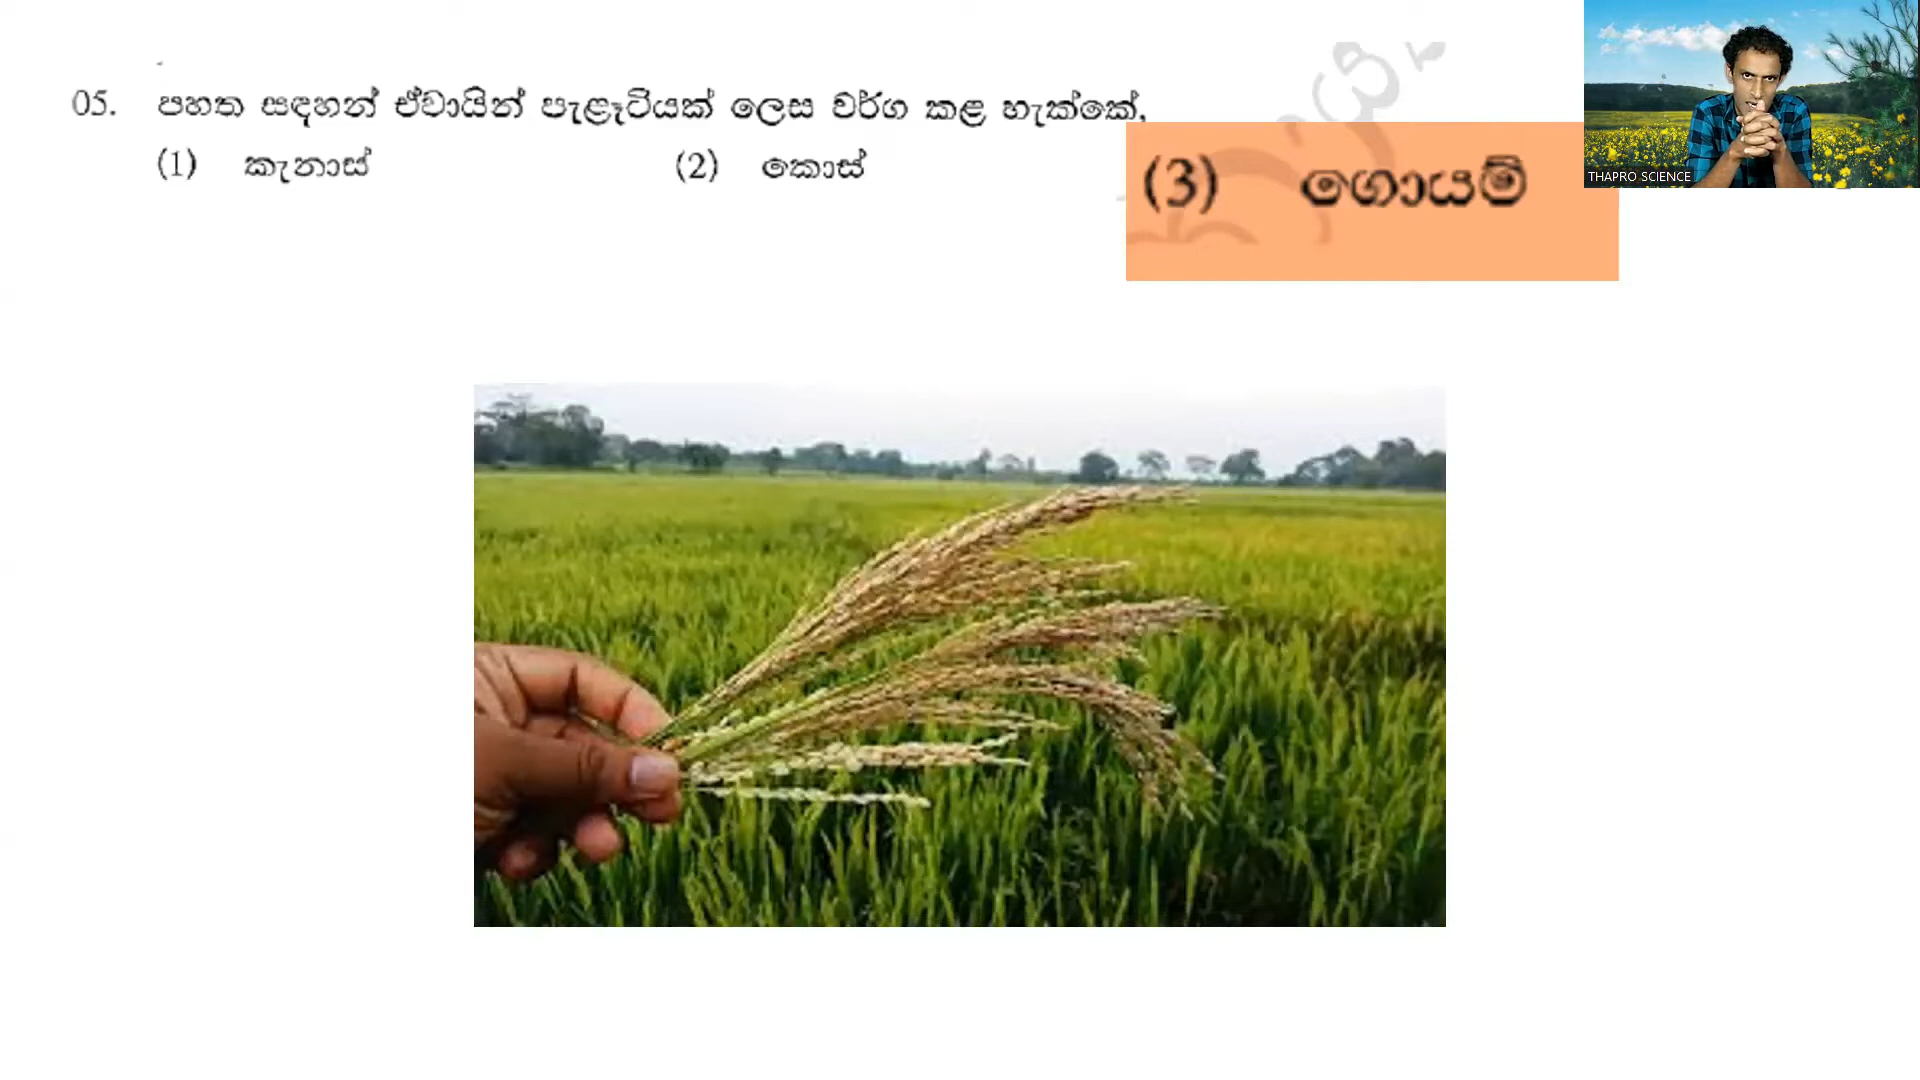 05. පහත සඳහන් ඒවායින් පැළෑටියක් ලෙස වර්ග කළ හැක්කේ,
(1) කැනාස් (2) කොස් (3) ගොයම්
THAPRO SCIENCE